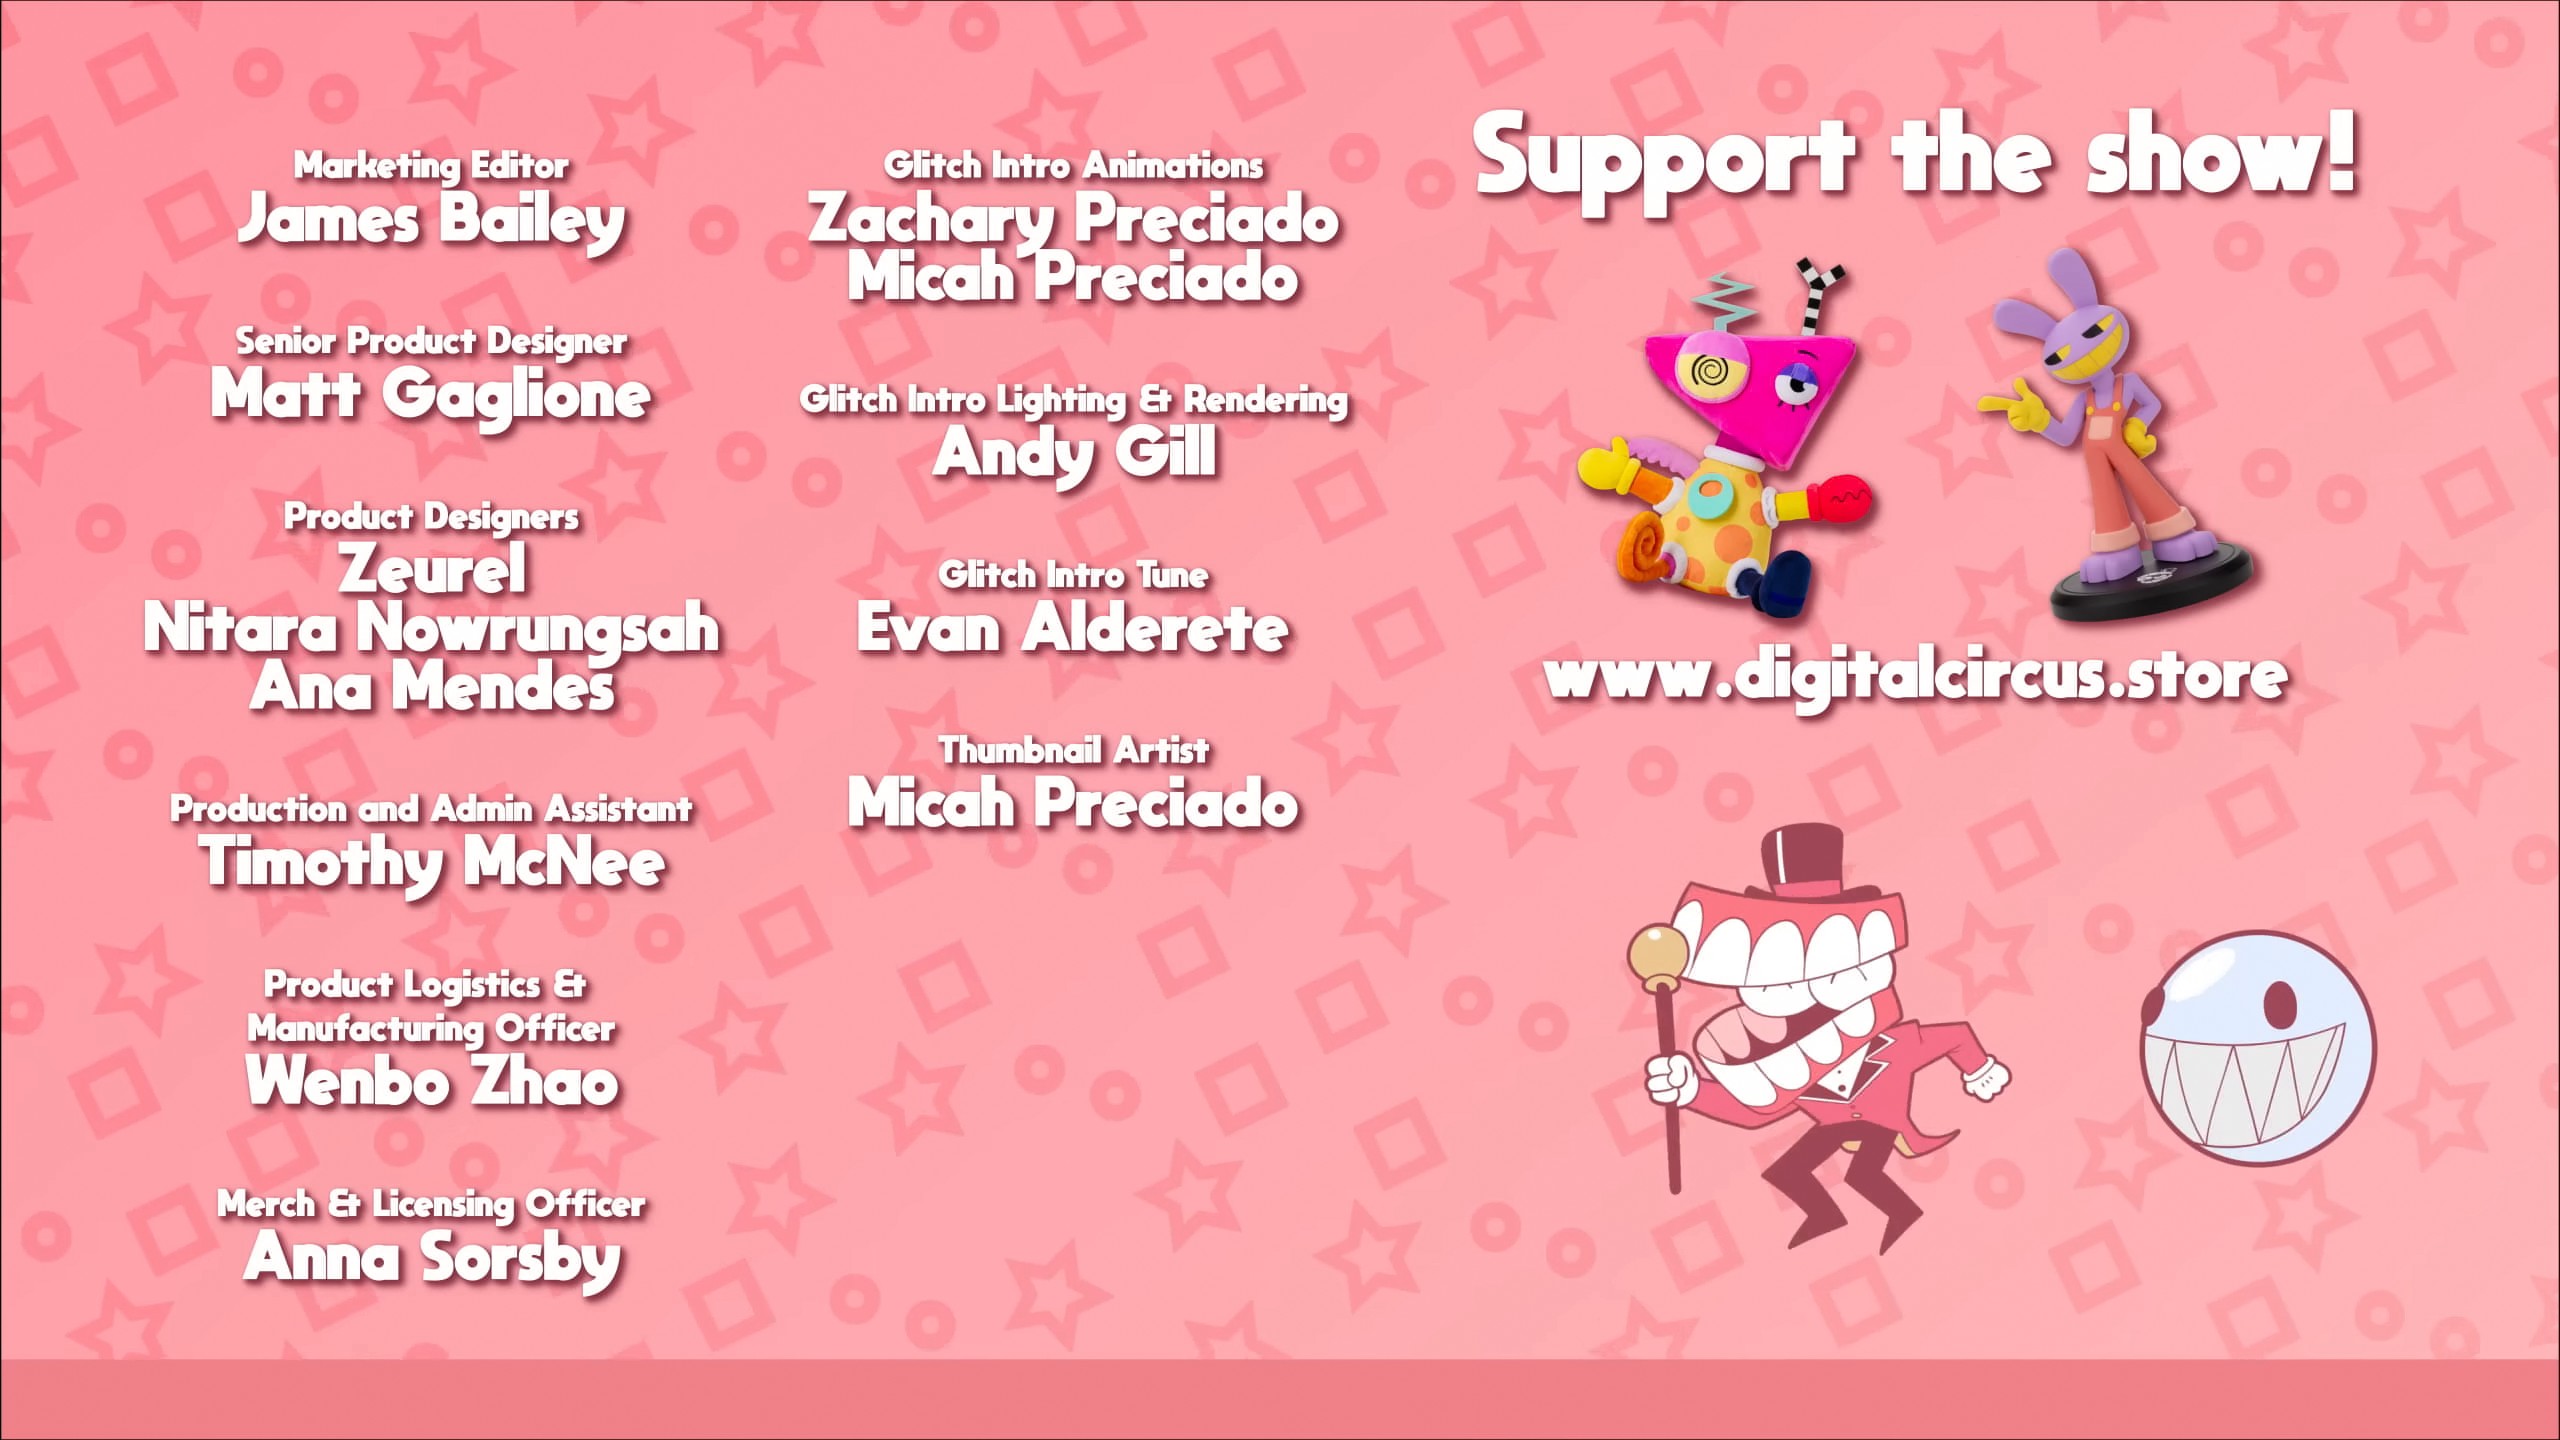 Marketing Editor
James Bailey
Senior Product Designer
Matt Gaglione
Product Designers
Zeurel
Nitara Nowrungsah
Ana Mendes
Production and Admin Assistant
Timothy McNee
Product Logistics &
Manufacturing Officer
Wenbo Zhao
Merch & Licensing Officer
Anna Sorsby
Glitch Intro Animations
Zachary Preciado
Micah Preciado
Glitch Intro Lighting & Rendering
Andy Gill
Glitch Intro Tune
Evan Alderete
Thumbnail Artist
Micah Preciado
Support the show!
www.digitalcircus.store